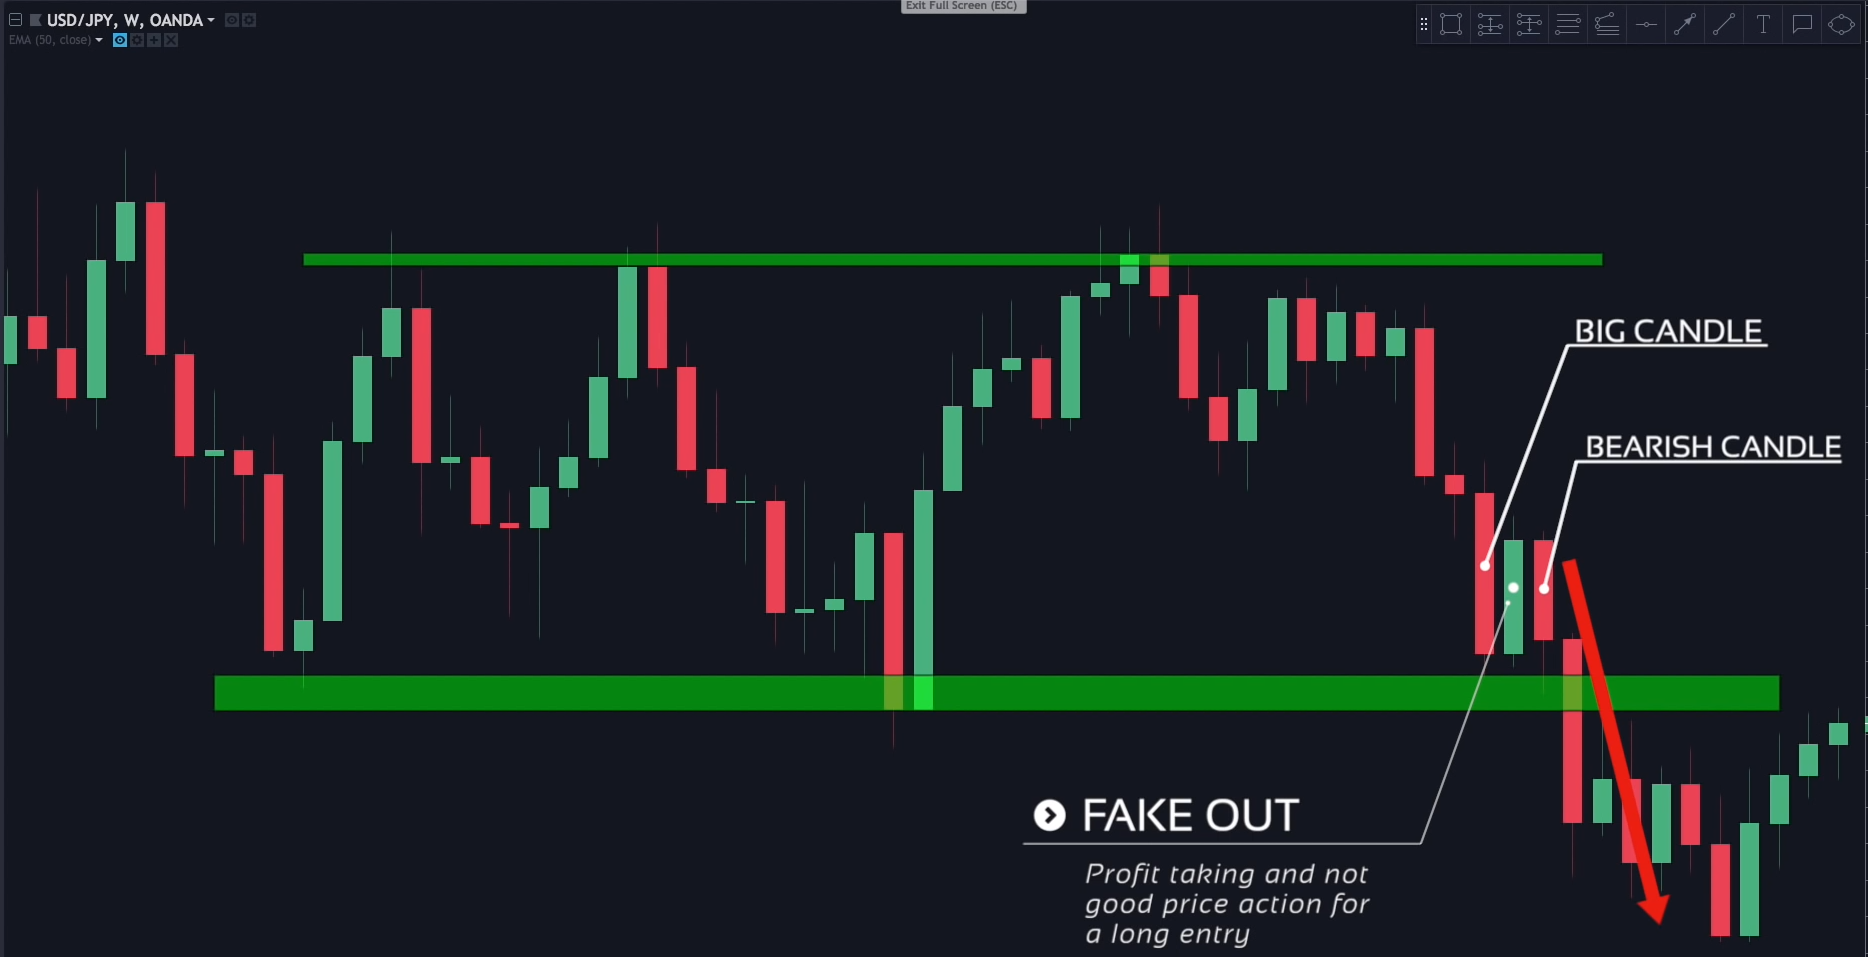 Exit Full Screen (ESC)
USD/JPY, W, OANDA
EMA (50, close)
T
BIG CANDLE
BEARISH CANDLE
FAKE OUT
Profit taking and not
good price action for
a long entry